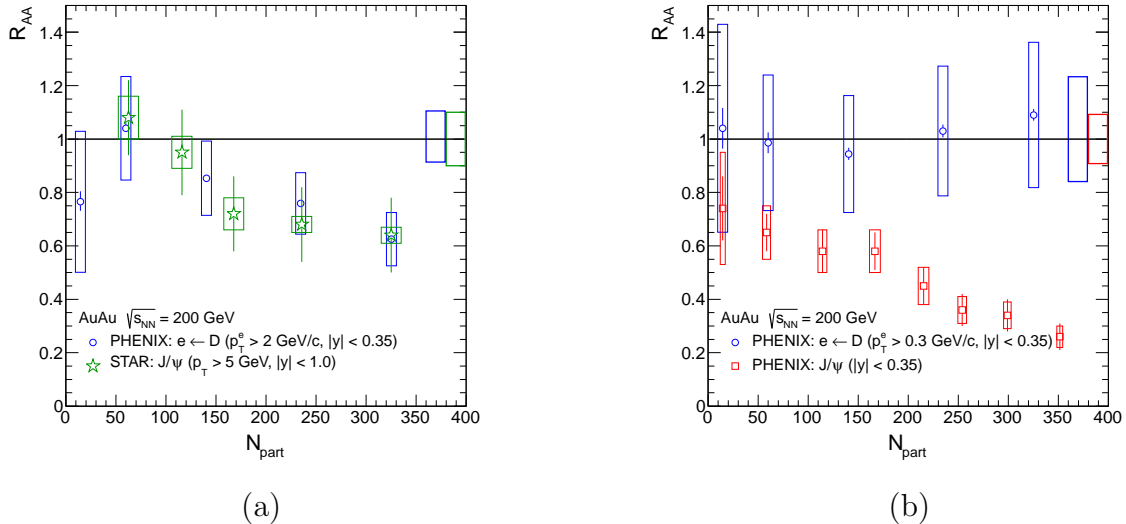 R_AA
1.4
1.2
1
0.8
0.6
0.4
0.2
0
AuAu √s_NN = 200 GeV
PHENIX: e ← D (p_T^e > 2 GeV/c, |y| < 0.35)
STAR: J/ψ (p_T > 5 GeV, |y| < 1.0)
0 50 100 150 200 250 300 350 400
N_part
(a)
R_AA
1.4
1.2
1
0.8
0.6
0.4
0.2
0
AuAu √s_NN = 200 GeV
PHENIX: e ← D (p_T^e > 0.3 GeV/c, |y| < 0.35)
PHENIX: J/ψ (|y| < 0.35)
0 50 100 150 200 250 300 350 400
N_part
(b)